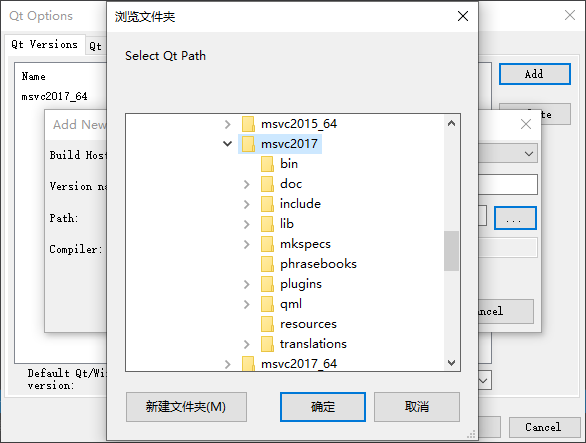 Qt Options
Qt Versions
Qt
Name
msvc2017_64
Add
Add New
Build Host
Version na
Path:
...
Compiler:
Cancel
Default Qt/Wi
version:
Cancel
浏览文件夹
Select Qt Path
msvc2015_64
msvc2017
bin
doc
include
lib
mkspecs
phrasebooks
plugins
qml
resources
translations
msvc2017_64
新建文件夹(M)
确定
取消